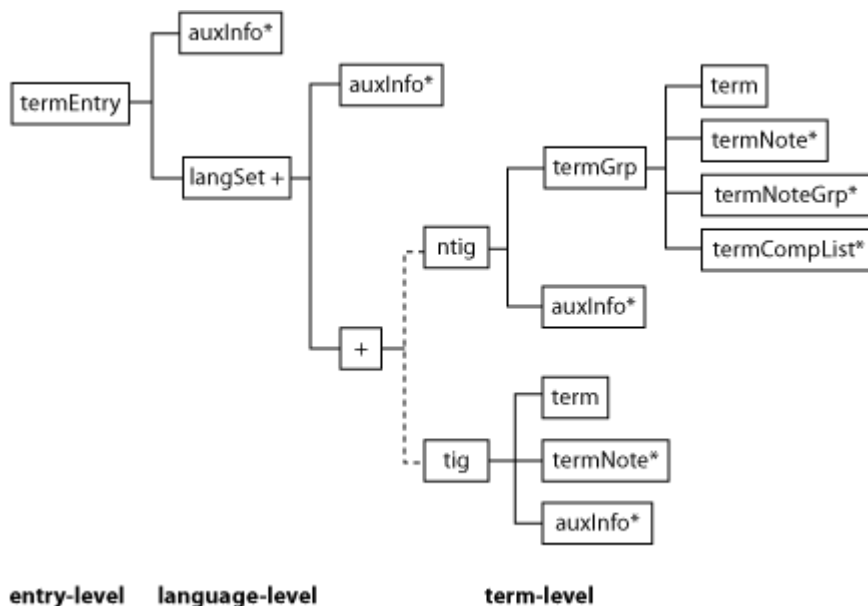 auxInfo*
termEntry
auxInfo*
langSet +
term
termNote*
termGrp
termNoteGrp*
ntig
termCompList*
auxInfo*
+
term
tig
termNote*
auxInfo*
entry-level language-level term-level